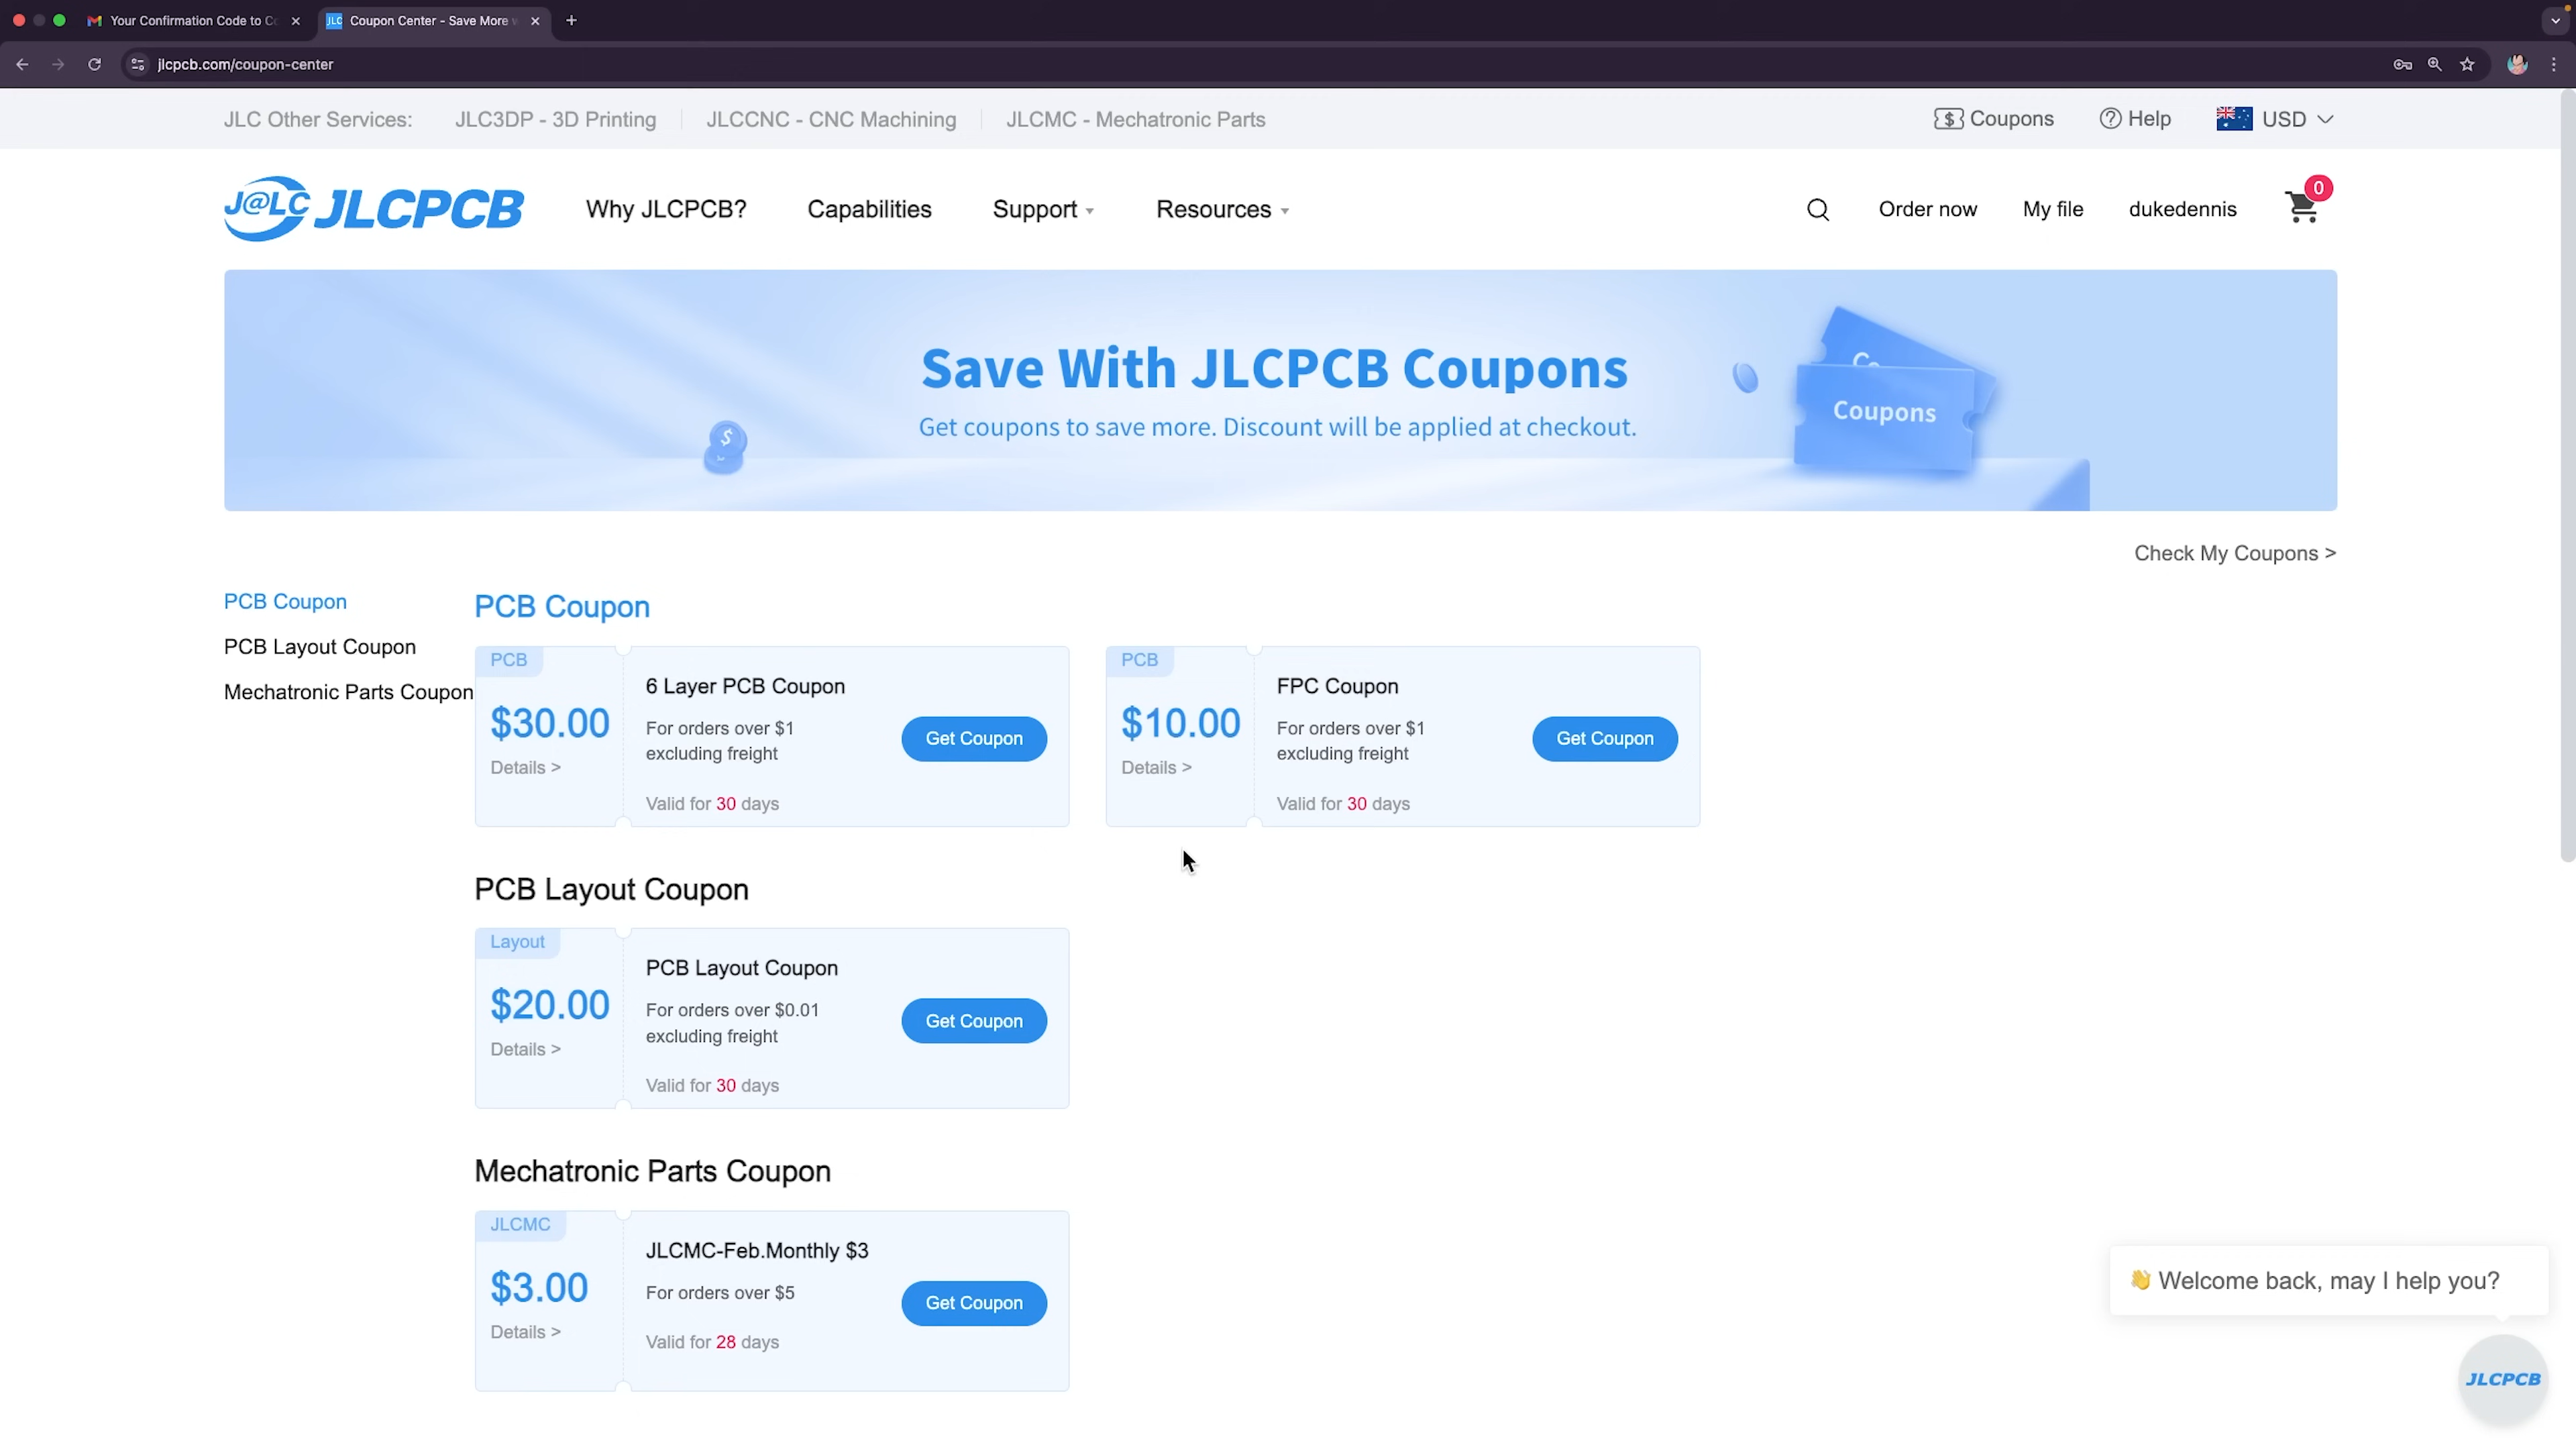 Your Confirmation Code to Co
Coupon Center - Save More w
jlcpcb.com/coupon-center
JLC Other Services: JLC3DP - 3D Printing JLCCNC - CNC Machining JLCMC - Mechatronic Parts
Coupons Help USD
J@LC JLCPCB Why JLCPCB? Capabilities Support Resources Order now My file dukedennis 0
Save With JLCPCB Coupons
Get coupons to save more. Discount will be applied at checkout.
Co
Coupons
Check My Coupons >
PCB Coupon
PCB Layout Coupon
Mechatronic Parts Coupon
PCB Coupon
PCB
$30.00
Details >
6 Layer PCB Coupon
For orders over $1
excluding freight
Valid for 30 days
Get Coupon
PCB
$10.00
Details >
FPC Coupon
For orders over $1
excluding freight
Valid for 30 days
Get Coupon
PCB Layout Coupon
Layout
$20.00
Details >
PCB Layout Coupon
For orders over $0.01
excluding freight
Valid for 30 days
Get Coupon
Mechatronic Parts Coupon
JLCMC
$3.00
Details >
JLCMC-Feb.Monthly $3
For orders over $5
Valid for 28 days
Get Coupon
👋 Welcome back, may I help you?
JLCPCB